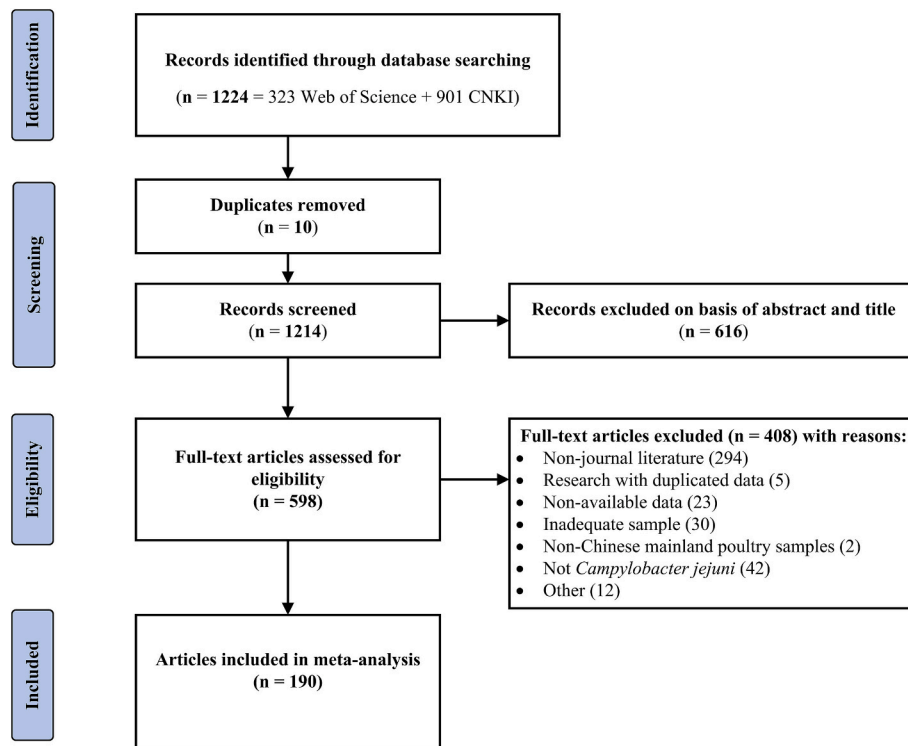 Identification
Records identified through database searching
(n = 1224 = 323 Web of Science + 901 CNKI)
Screening
Duplicates removed
(n = 10)
Records screened
(n = 1214)
Records excluded on basis of abstract and title
(n = 616)
Eligibility
Full-text articles assessed for
eligibility
(n = 598)
Full-text articles excluded (n = 408) with reasons:
• Non-journal literature (294)
• Research with duplicated data (5)
• Non-available data (23)
• Inadequate sample (30)
• Non-Chinese mainland poultry samples (2)
• Not Campylobacter jejuni (42)
• Other (12)
Included
Articles included in meta-analysis
(n = 190)